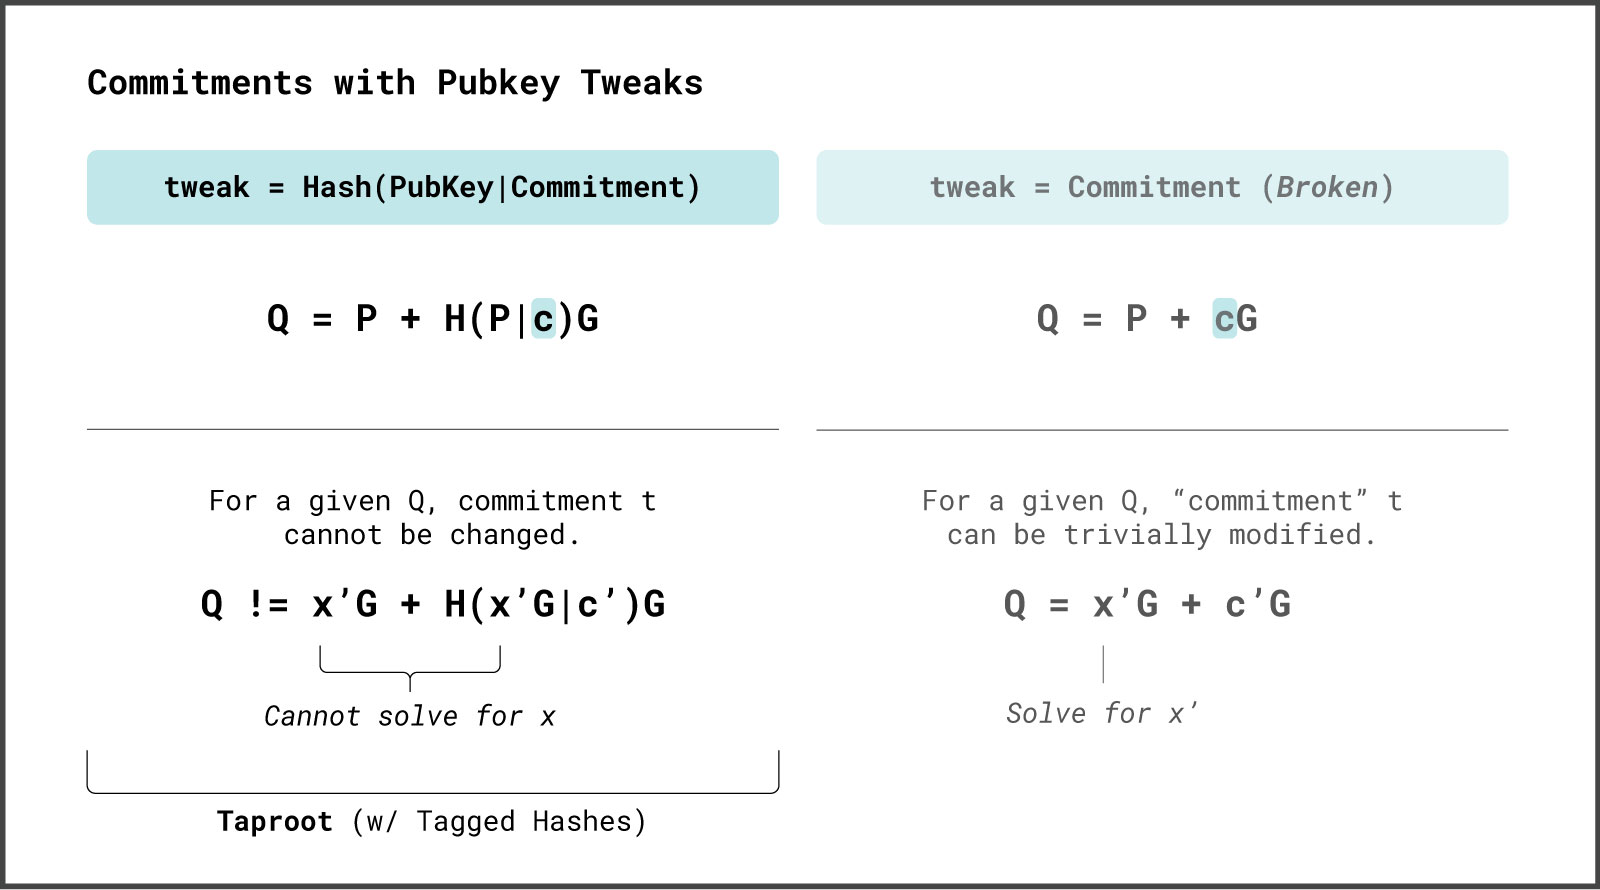 Commitments with Pubkey Tweaks
tweak = Hash(PubKey|Commitment)
Q = P + H(P|c)G
For a given Q, commitment t
cannot be changed.
Q != x’G + H(x’G|c’)G
Cannot solve for x
Taproot (w/ Tagged Hashes)
tweak = Commitment (Broken)
Q = P + cG
For a given Q, “commitment” t
can be trivially modified.
Q = x’G + c’G
Solve for x’